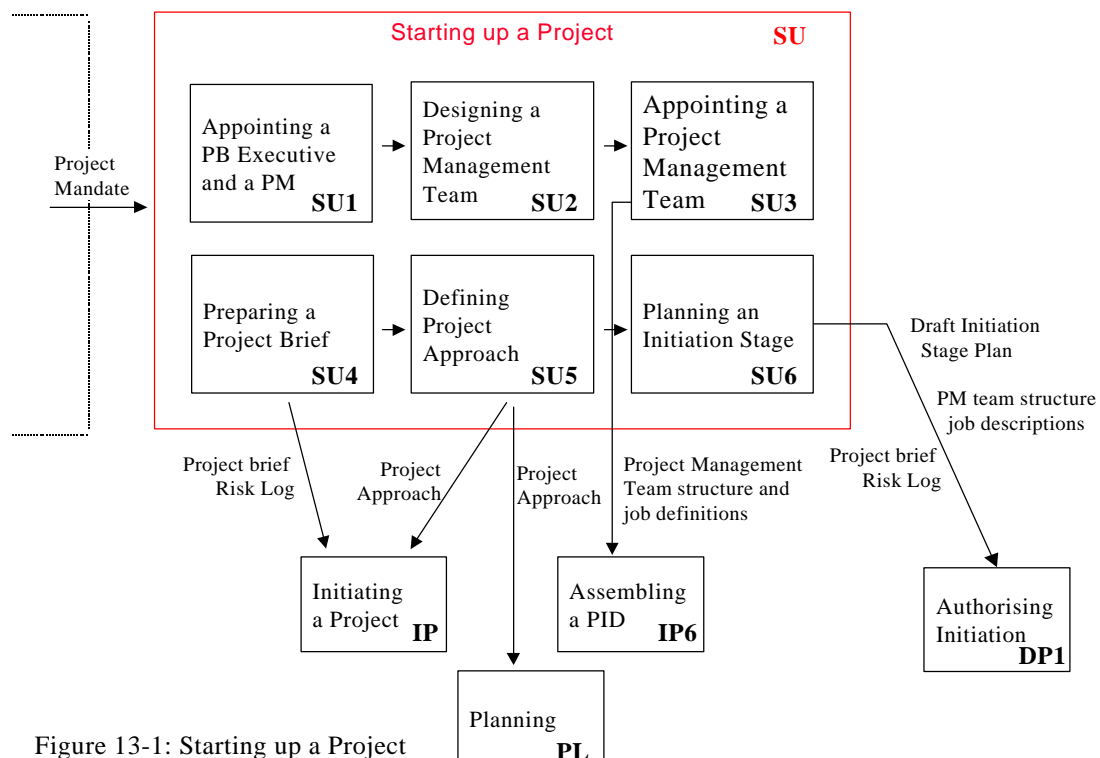 Starting up a Project SU
Project
Mandate
Appointing a
PB Executive
and a PM
SU1
Designing a
Project
Management
Team
SU2
Appointing a
Project
Management
Team SU3
Preparing a
Project Brief
SU4
Defining
Project
Approach
SU5
Planning an
Initiation Stage
SU6
Draft Initiation
Stage Plan
PM team structure
job descriptions
Project brief
Risk Log
Project brief
Risk Log
Project
Approach
Project
Approach
Project Management
Team structure and
job definitions
Initiating
a Project IP
Assembling
a PID IP6
Authorising
Initiation
DP1
Planning
PL
Figure 13-1: Starting up a Project